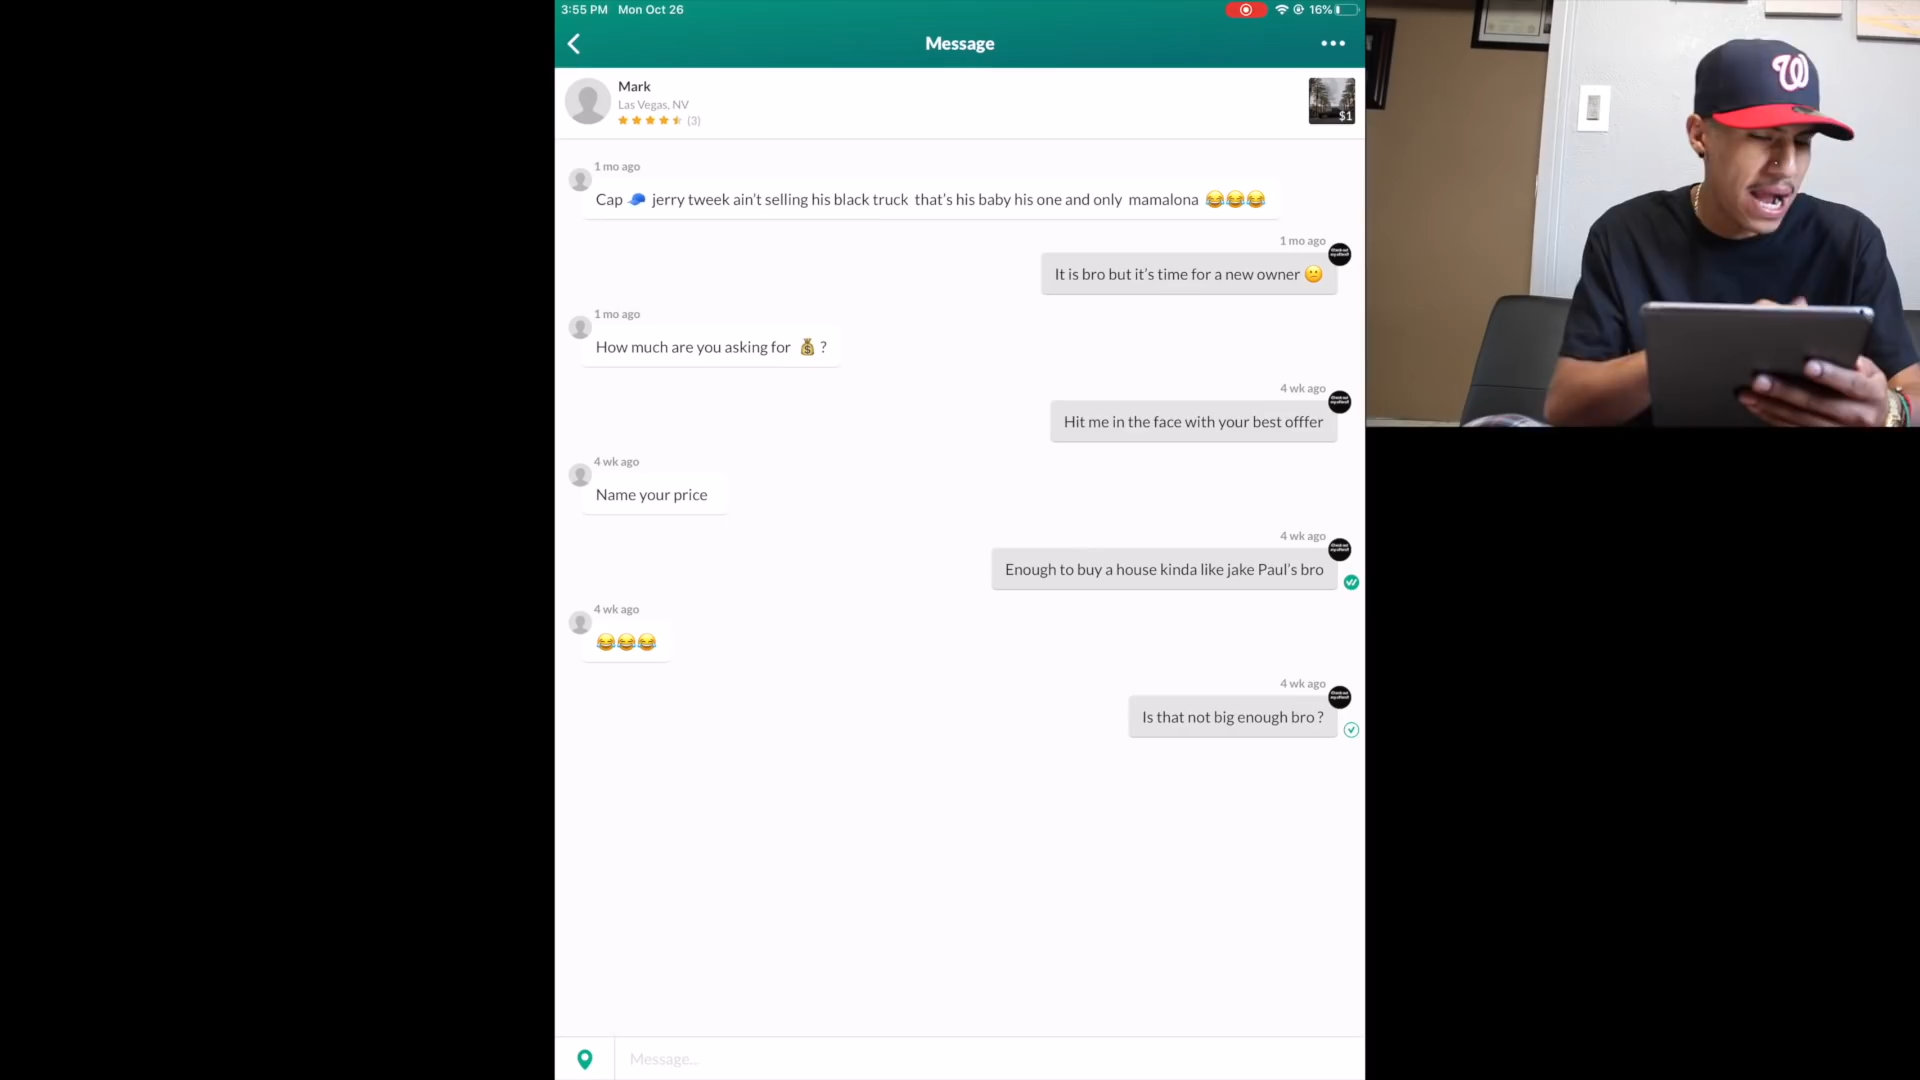 3:55 PM Mon Oct 26
16%
Message
Mark
Las Vegas, NV
(3)
$1
1 mo ago
Cap 🧢 jerry tweek ain't selling his black truck that's his baby his one and only mamalona 😂😂😂
1 mo ago
It is bro but it's time for a new owner 😕
1 mo ago
How much are you asking for 💰 ?
4 wk ago
Hit me in the face with your best offfer
4 wk ago
Name your price
4 wk ago
Enough to buy a house kinda like jake Paul's bro
4 wk ago
😂😂😂
4 wk ago
Is that not big enough bro ?
Message...
W